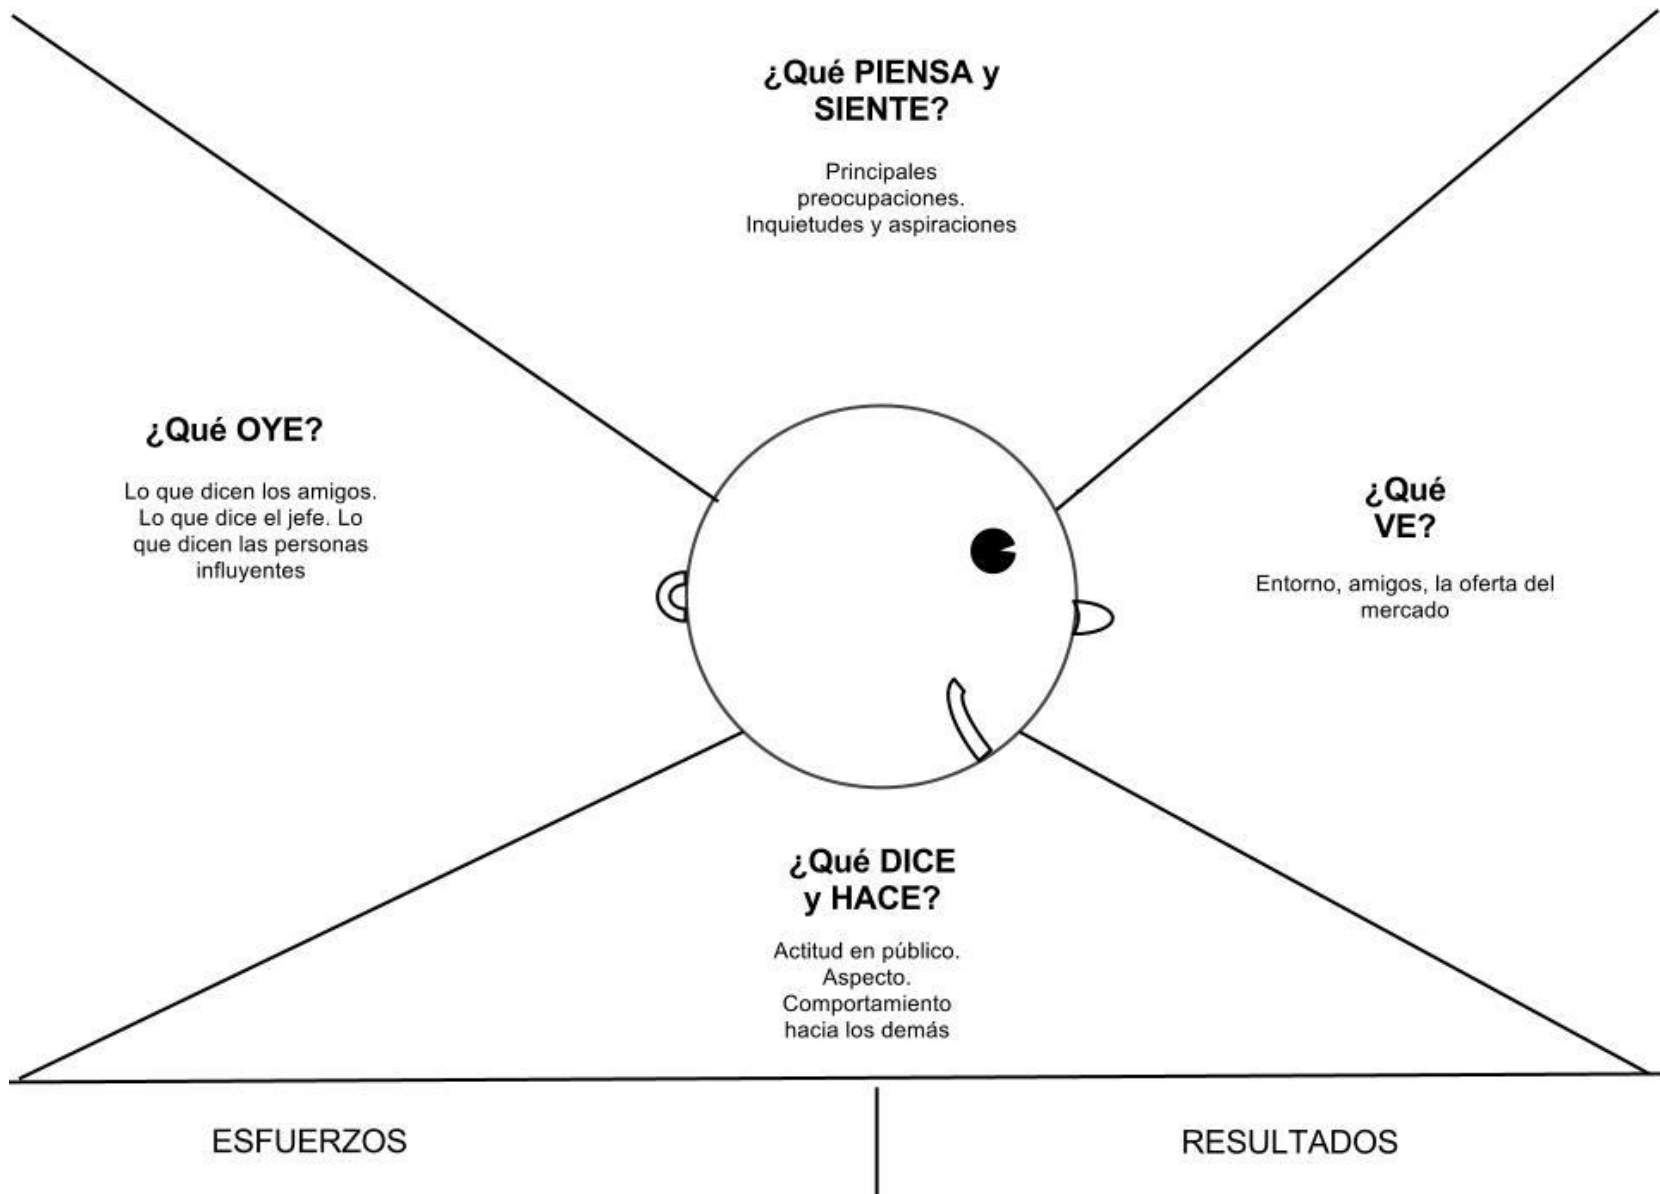 ¿Qué PIENSA y
SIENTE?
Principales
preocupaciones.
Inquietudes y aspiraciones
¿Qué OYE?
Lo que dicen los amigos.
Lo que dice el jefe. Lo
que dicen las personas
influyentes
¿Qué
VE?
Entorno, amigos, la oferta del
mercado
¿Qué DICE
y HACE?
Actitud en público.
Aspecto.
Comportamiento
hacia los demás
ESFUERZOS
RESULTADOS